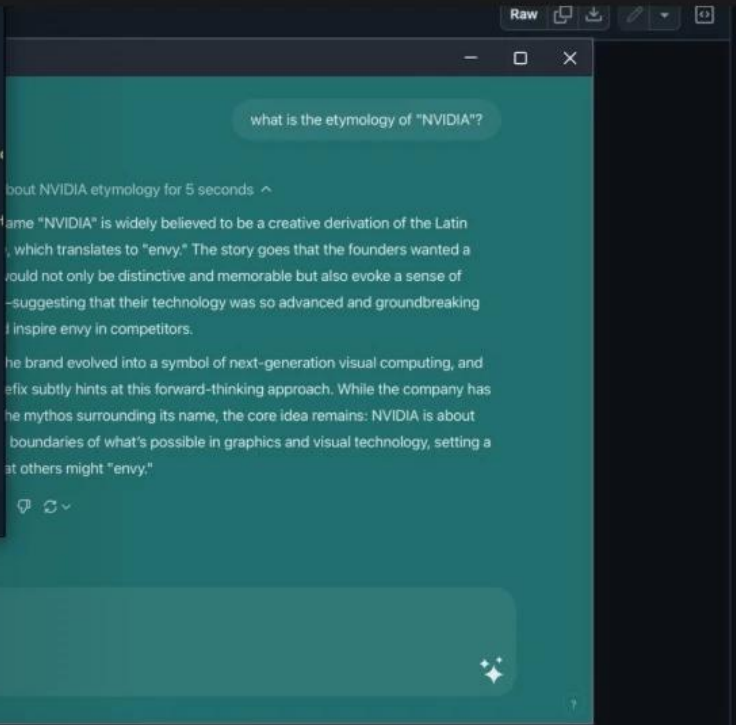 Raw
what is the etymology of "NVIDIA"?
bout NVIDIA etymology for 5 seconds
ame "NVIDIA" is widely believed to be a creative derivation of the Latin
, which translates to "envy." The story goes that the founders wanted a
would not only be distinctive and memorable but also evoke a sense of
—suggesting that their technology was so advanced and groundbreaking
inspire envy in competitors.
he brand evolved into a symbol of next-generation visual computing, and
efix subtly hints at this forward-thinking approach. While the company has
he mythos surrounding its name, the core idea remains: NVIDIA is about
boundaries of what's possible in graphics and visual technology, setting a
at others might "envy."
?